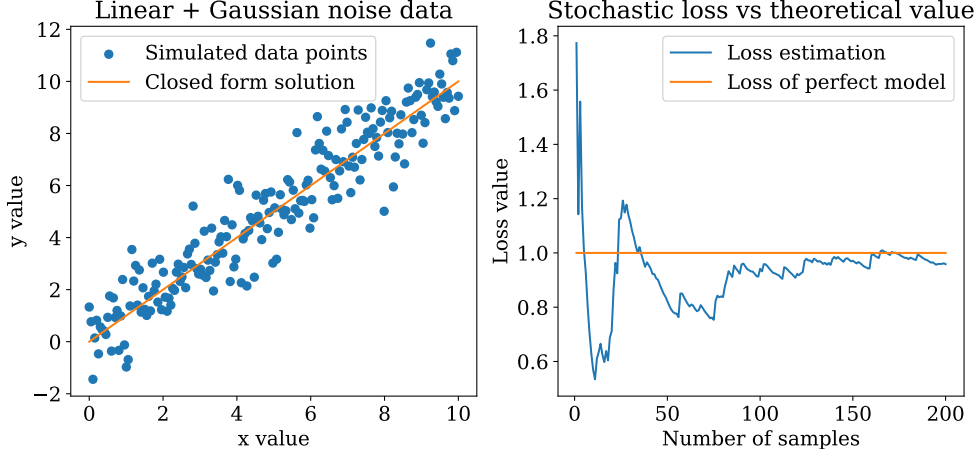 Linear + Gaussian noise data
12
10
8
6
4
2
0
−2
y value
Simulated data points
Closed form solution
0
2
4
6
8
10
x value
Stochastic loss vs theoretical value
1.8
1.6
1.4
1.2
1.0
0.8
0.6
Loss value
Loss estimation
Loss of perfect model
0
50
100
150
200
Number of samples